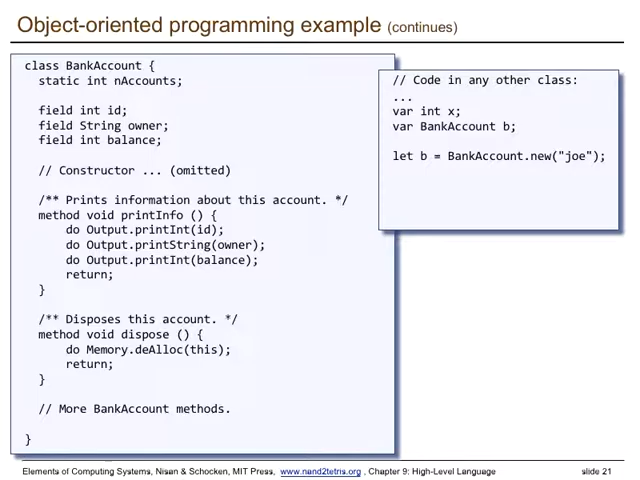 Object-oriented programming example (continues)
class BankAccount {
static int nAccounts;
field int id;
field String owner;
field int balance;
// Constructor ... (omitted)
/** Prints information about this account. */
method void printInfo () {
do Output.printInt(id);
do Output.printString(owner);
do Output.printInt(balance);
return;
}
/** Disposes this account. */
method void dispose () {
do Memory.deAlloc(this);
return;
}
// More BankAccount methods.
}
// Code in any other class:
...
var int x;
var BankAccount b;
let b = BankAccount.new("joe");
Elements of Computing Systems, Nisan & Schocken, MIT Press, www.nand2tetris.org , Chapter 9: High-Level Language slide 21